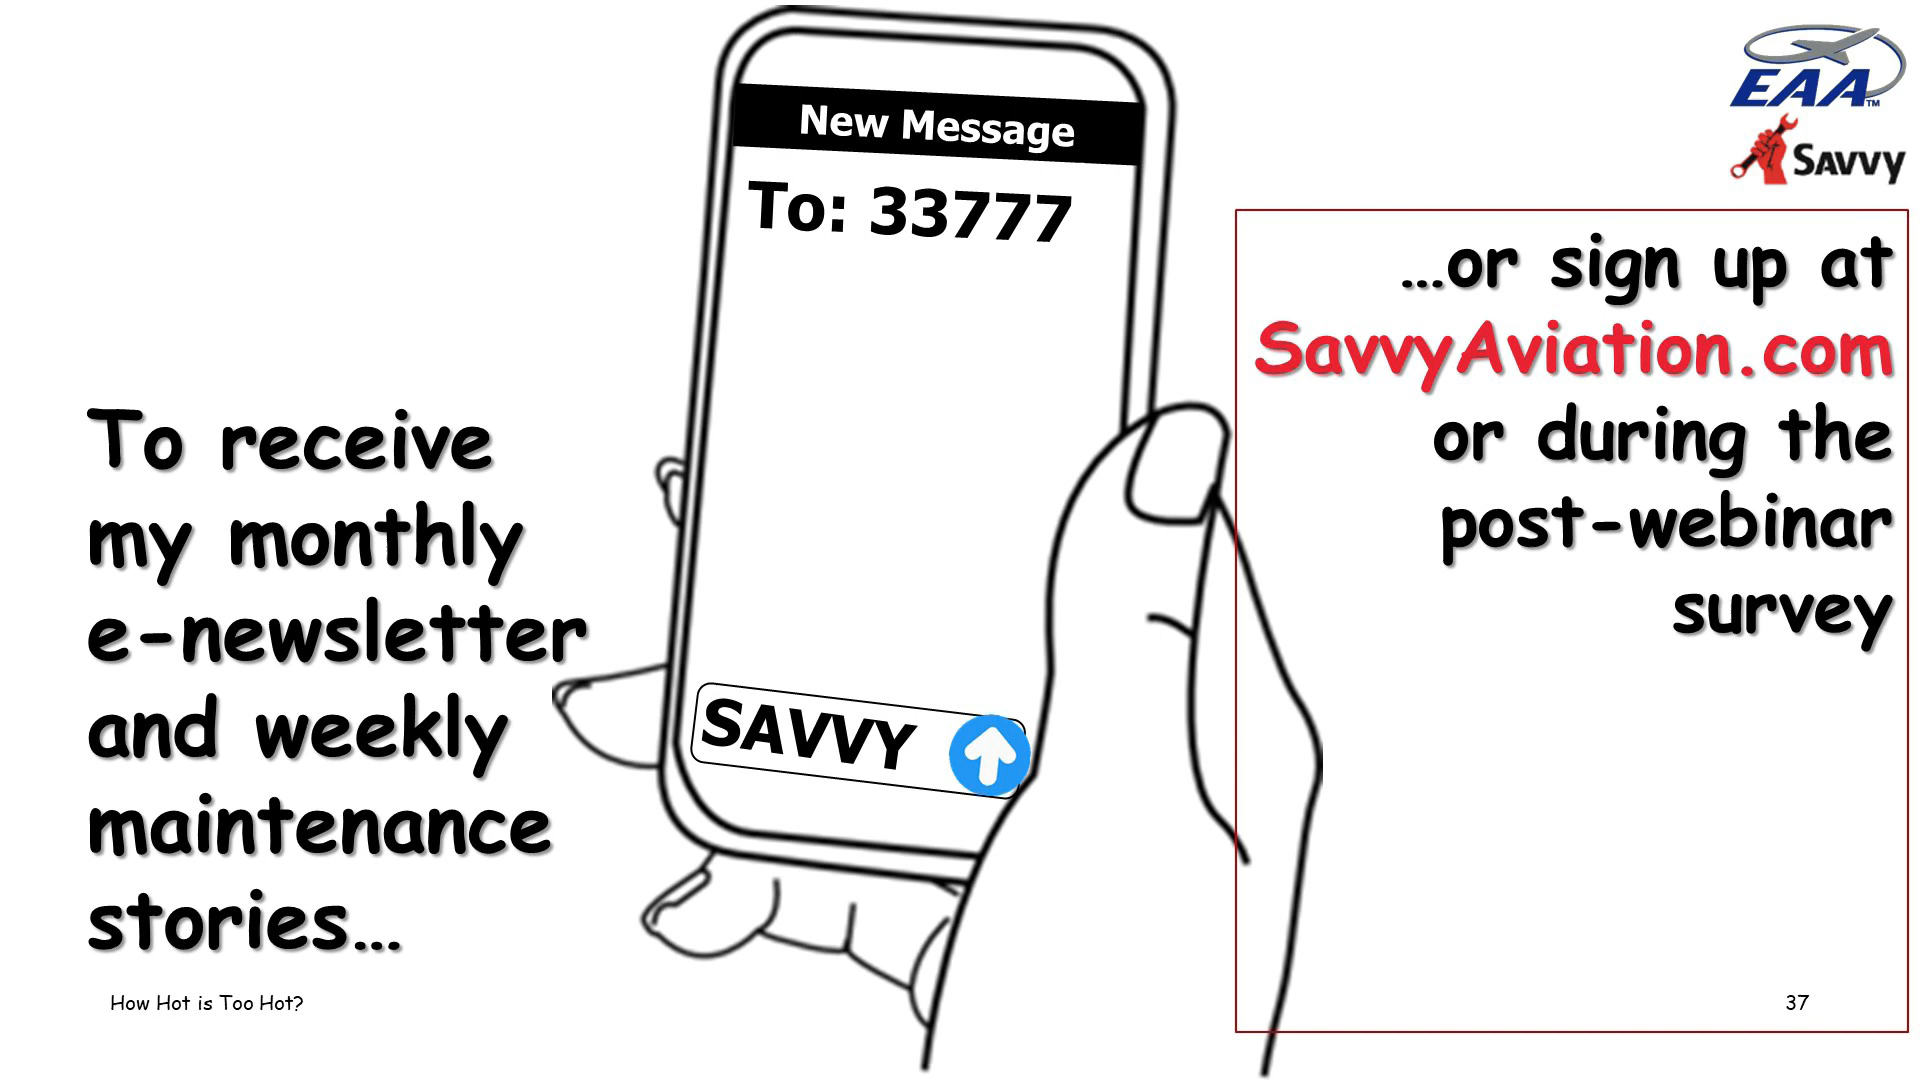 EAA™
SAVVY
New Message
To: 33777
SAVVY
To receive
my monthly
e-newsletter
and weekly
maintenance
stories…
…or sign up at
SavvyAviation.com
or during the
post-webinar
survey
How Hot is Too Hot?
37